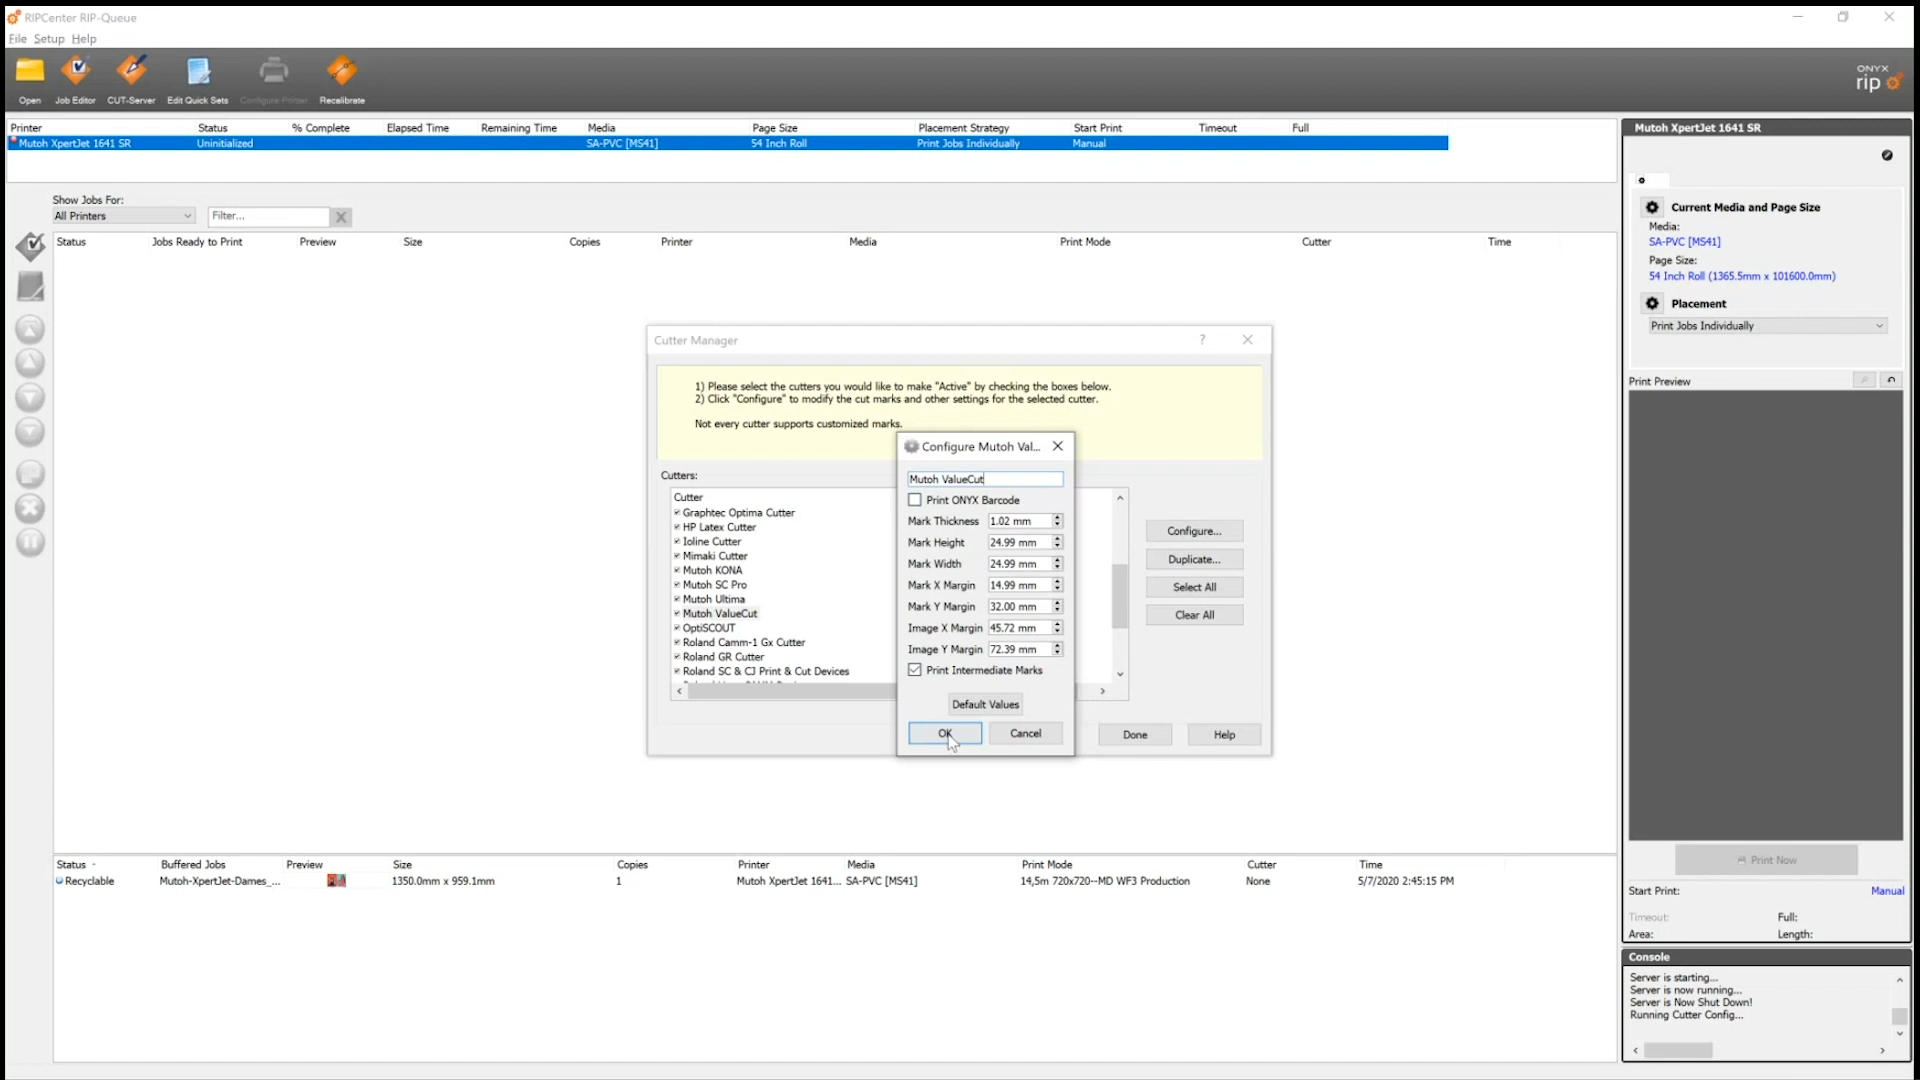 RIPCenter RIP-Queue
File Setup Help
Open Job Editor CUT-Server Edit Quick Sets Configure Printer Recalibrate
ONYX
rip
Printer Status % Complete Elapsed Time Remaining Time Media Page Size Placement Strategy Start Print Timeout Full
Mutoh XpertJet 1641 SR Uninitialized SA-PVC [MS41] 54 Inch Roll Print Jobs Individually Manual
Show Jobs For:
All Printers Filter...
Status Jobs Ready to Print Preview Size Copies Printer Media Print Mode Cutter Time
Cutter Manager ?
1) Please select the cutters you would like to make "Active" by checking the boxes below.
2) Click "Configure" to modify the cut marks and other settings for the selected cutter.
Not every cutter supports customized marks.
Cutters:
Cutter
Graphtec Optima Cutter
HP Latex Cutter
Ioline Cutter
Mimaki Cutter
Mutoh KONA
Mutoh SC Pro
Mutoh Ultima
Mutoh ValueCut
OptiSCOUT
Roland Camm-1 Gx Cutter
Roland GR Cutter
Roland SC & CJ Print & Cut Devices
Configure...
Duplicate...
Select All
Clear All
Done Help
Configure Mutoh Val...
Mutoh ValueCut
Print ONYX Barcode
Mark Thickness 1.02 mm
Mark Height 24.99 mm
Mark Width 24.99 mm
Mark X Margin 14.99 mm
Mark Y Margin 32.00 mm
Image X Margin 45.72 mm
Image Y Margin 72.39 mm
Print Intermediate Marks
Default Values
OK Cancel
Status Buffered Jobs Preview Size Copies Printer Media Print Mode Cutter Time
Recyclable Mutoh-XpertJet-Dames_... 1350.0mm x 959.1mm 1 Mutoh XpertJet 1641... SA-PVC [MS41] 14,5m 720x720--MD WF3 Production None 5/7/2020 2:45:15 PM
Mutoh XpertJet 1641 SR
Current Media and Page Size
Media:
SA-PVC [MS41]
Page Size:
54 Inch Roll (1365.5mm x 101600.0mm)
Placement
Print Jobs Individually
Print Preview
Print Now
Start Print: Manual
Timeout: Full:
Area: Length:
Console
Server is starting...
Server is now running...
Server is Now Shut Down!
Running Cutter Config...